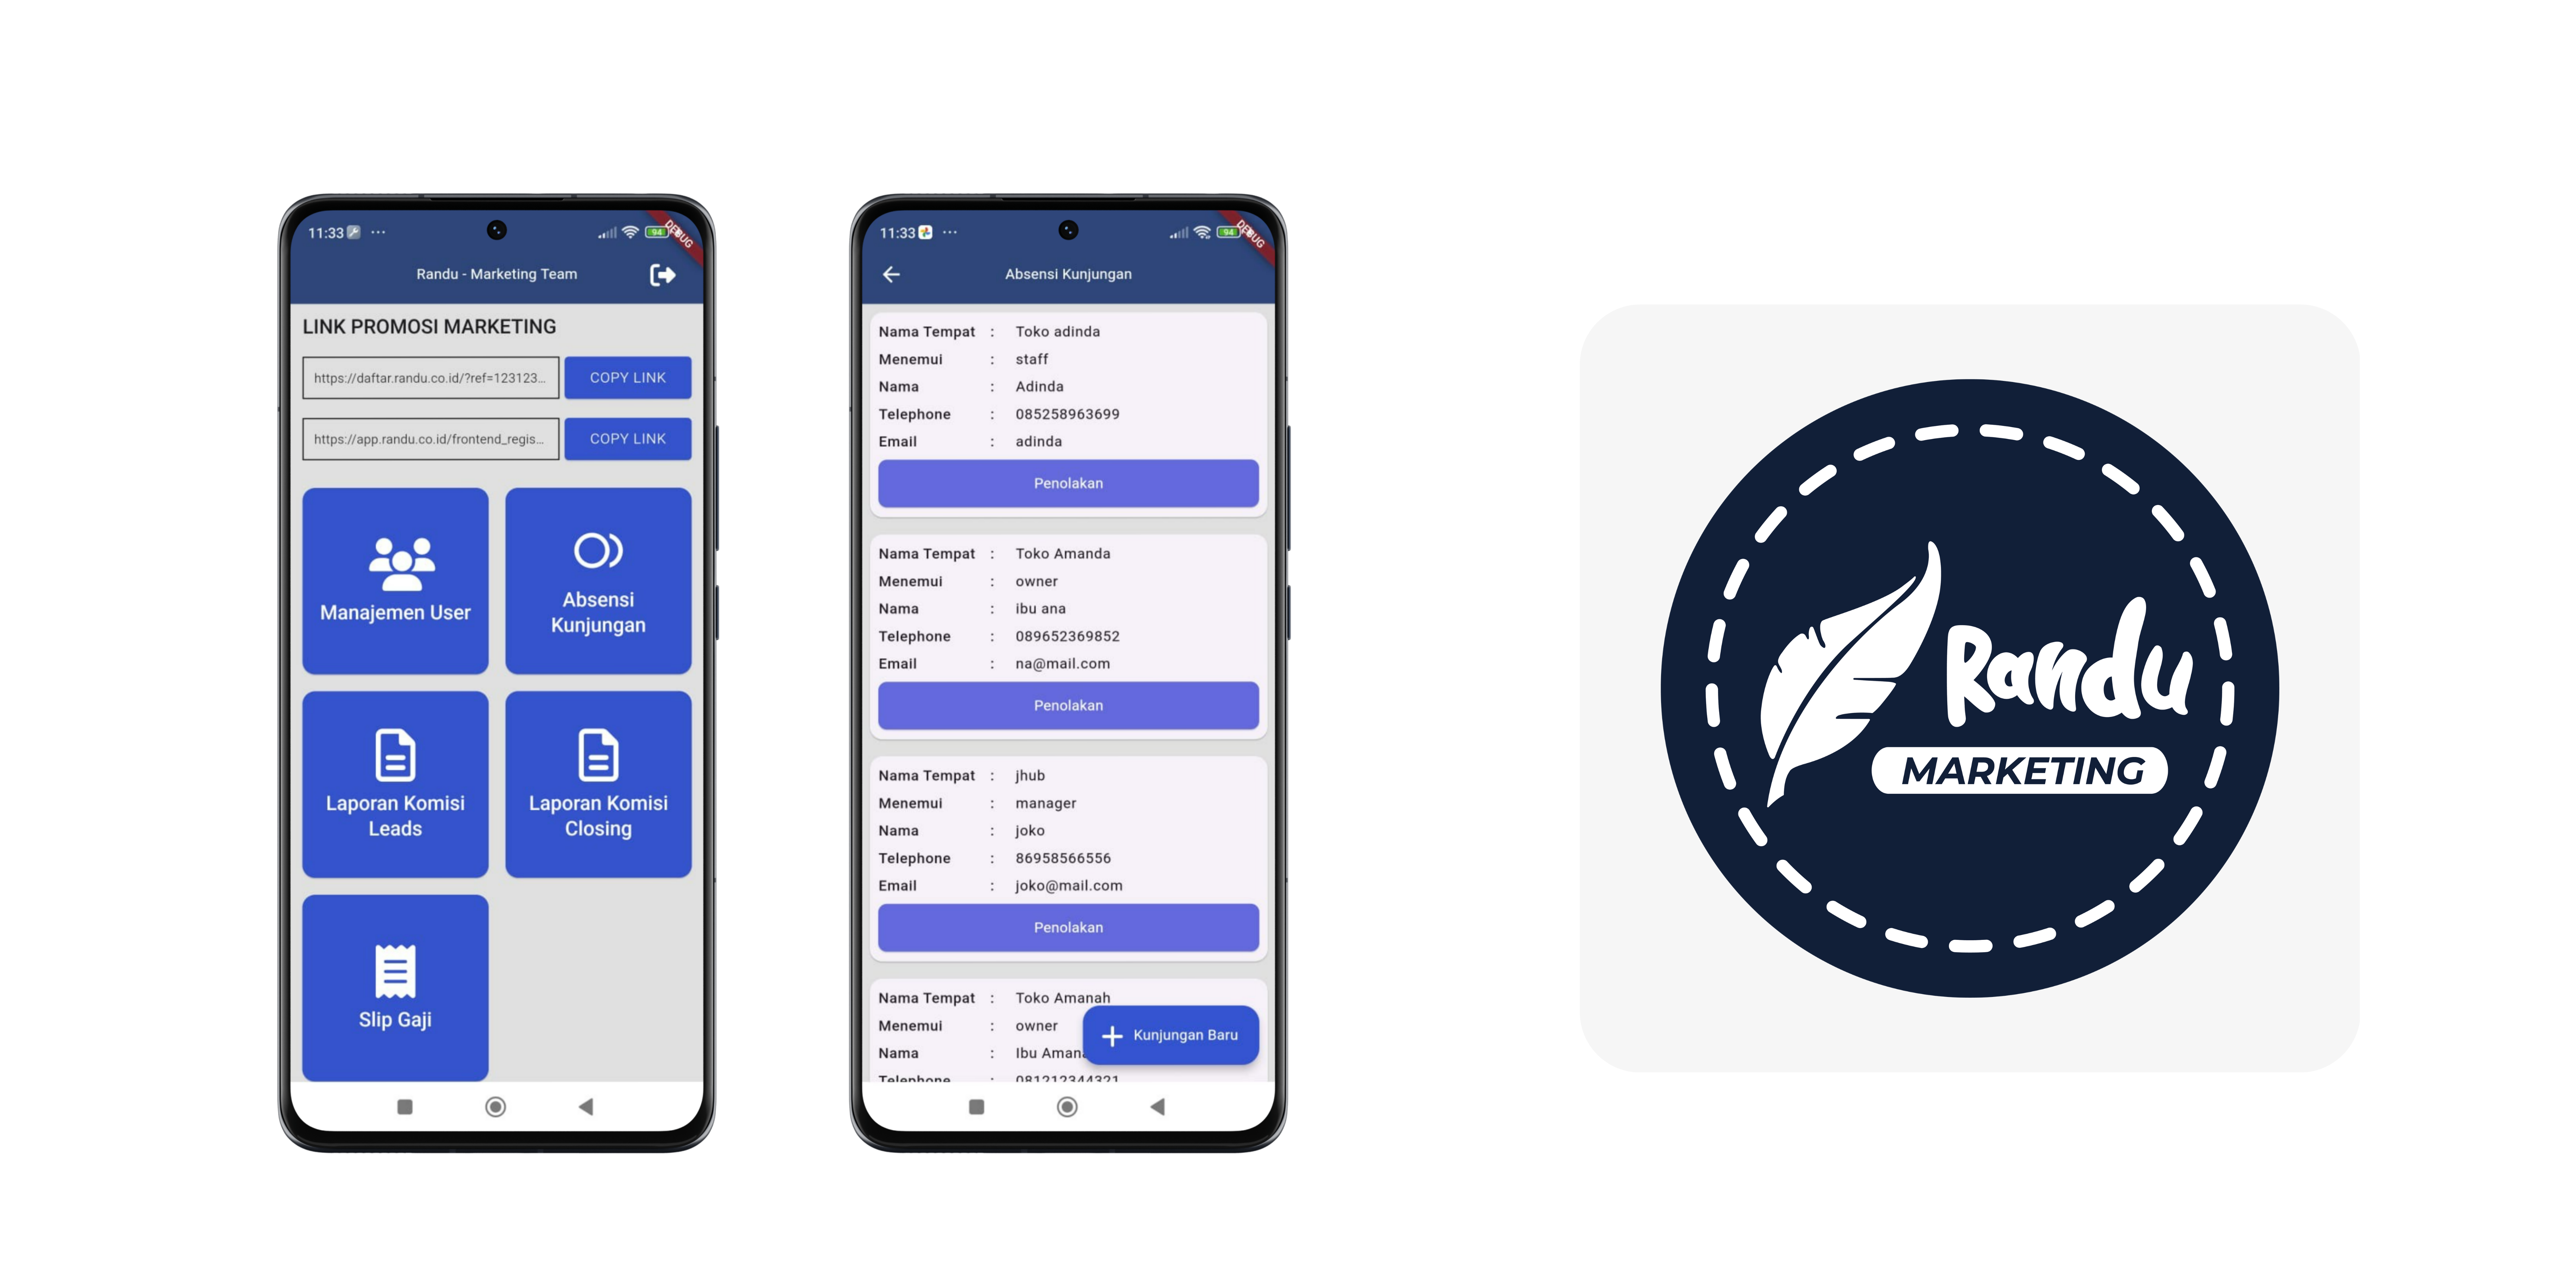 11:33
94
DEBUG
Randu - Marketing Team
LINK PROMOSI MARKETING
https://daftar.randu.co.id/?ref=123123...
COPY LINK
https://app.randu.co.id/frontend_regis...
COPY LINK
Manajemen User
Absensi
Kunjungan
Laporan Komisi
Leads
Laporan Komisi
Closing
Slip Gaji
11:33
94
DEBUG
Absensi Kunjungan
Nama Tempat : Toko adinda
Menemui : staff
Nama : Adinda
Telephone : 085258963699
Email : adinda
Penolakan
Nama Tempat : Toko Amanda
Menemui : owner
Nama : ibu ana
Telephone : 089652369852
Email : na@mail.com
Penolakan
Nama Tempat : jhub
Menemui : manager
Nama : joko
Telephone : 86958566556
Email : joko@mail.com
Penolakan
Nama Tempat : Toko Amanah
Menemui : owner
Nama : Ibu
Telephone : 081212344321
Kunjungan Baru
Randu
MARKETING